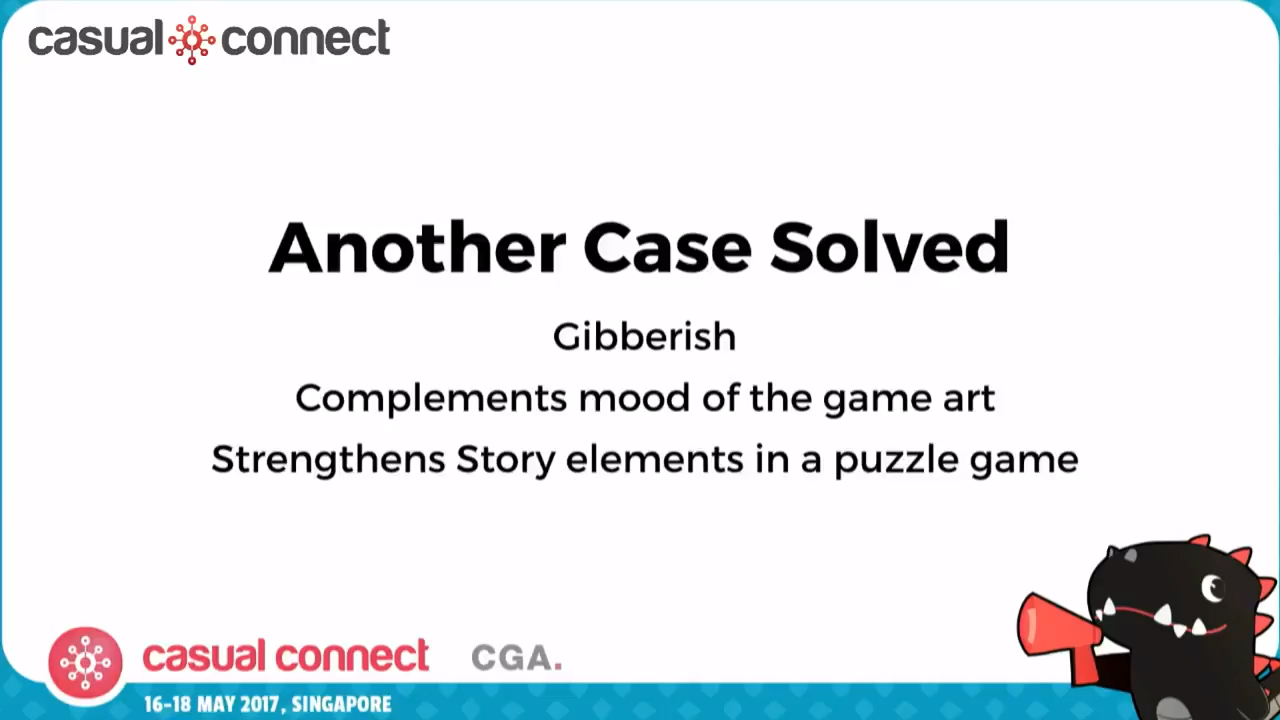 casual connect
Another Case Solved
Gibberish
Complements mood of the game art
Strengthens Story elements in a puzzle game
casual connect CGA.
16-18 MAY 2017, SINGAPORE